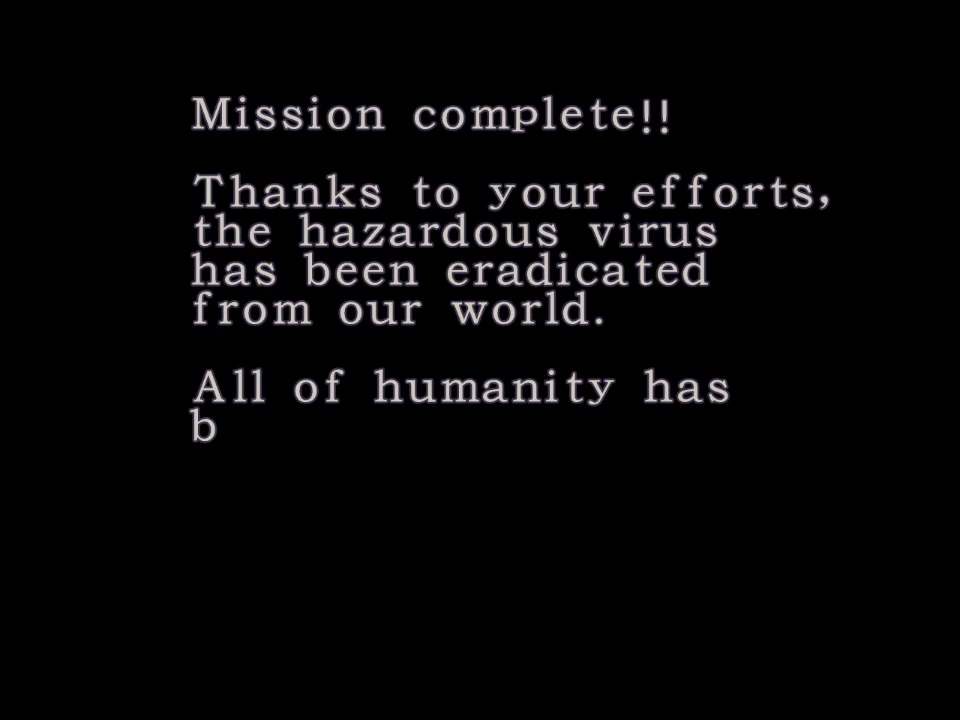 Mission complete!!
Thanks to your efforts,
the hazardous virus
has been eradicated
from our world.
All of humanity has
b